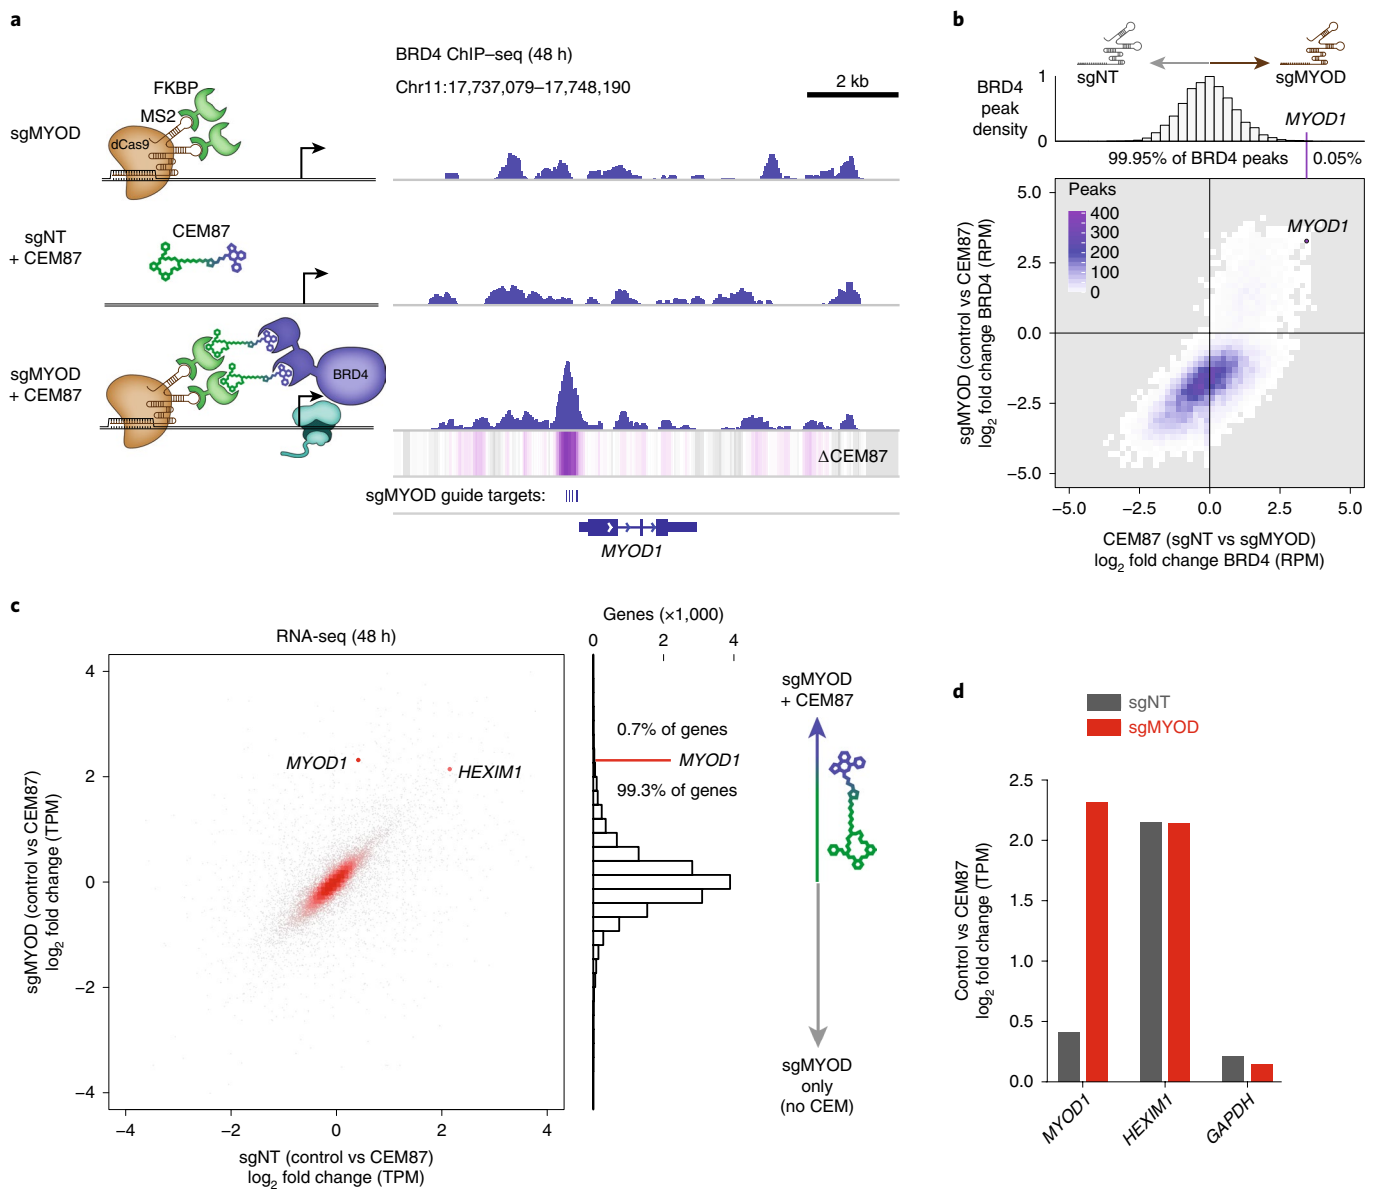 a
BRD4 ChIP–seq (48 h)
Chr11:17,737,079–17,748,190
2 kb
sgMYOD
FKBP
MS2
dCas9
sgNT
+ CEM87
CEM87
sgMYOD
+ CEM87
BRD4
ΔCEM87
sgMYOD guide targets:
MYOD1
b
sgNT
sgMYOD
BRD4
peak
density
1
0
MYOD1
99.95% of BRD4 peaks
0.05%
Peaks
400
300
200
100
0
MYOD1
5.0
2.5
0.0
−2.5
−5.0
sgMYOD (control vs CEM87)
log2 fold change BRD4 (RPM)
−5.0
−2.5
0.0
2.5
5.0
CEM87 (sgNT vs sgMYOD)
log2 fold change BRD4 (RPM)
c
RNA-seq (48 h)
4
2
0
−2
−4
sgMYOD (control vs CEM87)
log2 fold change (TPM)
MYOD1
HEXIM1
−4
−2
0
2
4
sgNT (control vs CEM87)
log2 fold change (TPM)
Genes (×1,000)
0
2
4
0.7% of genes
MYOD1
99.3% of genes
sgMYOD
+ CEM87
sgMYOD
only
(no CEM)
d
sgNT
sgMYOD
2.5
2.0
1.5
1.0
0.5
0.0
Control vs CEM87
log2 fold change (TPM)
MYOD1
HEXIM1
GAPDH